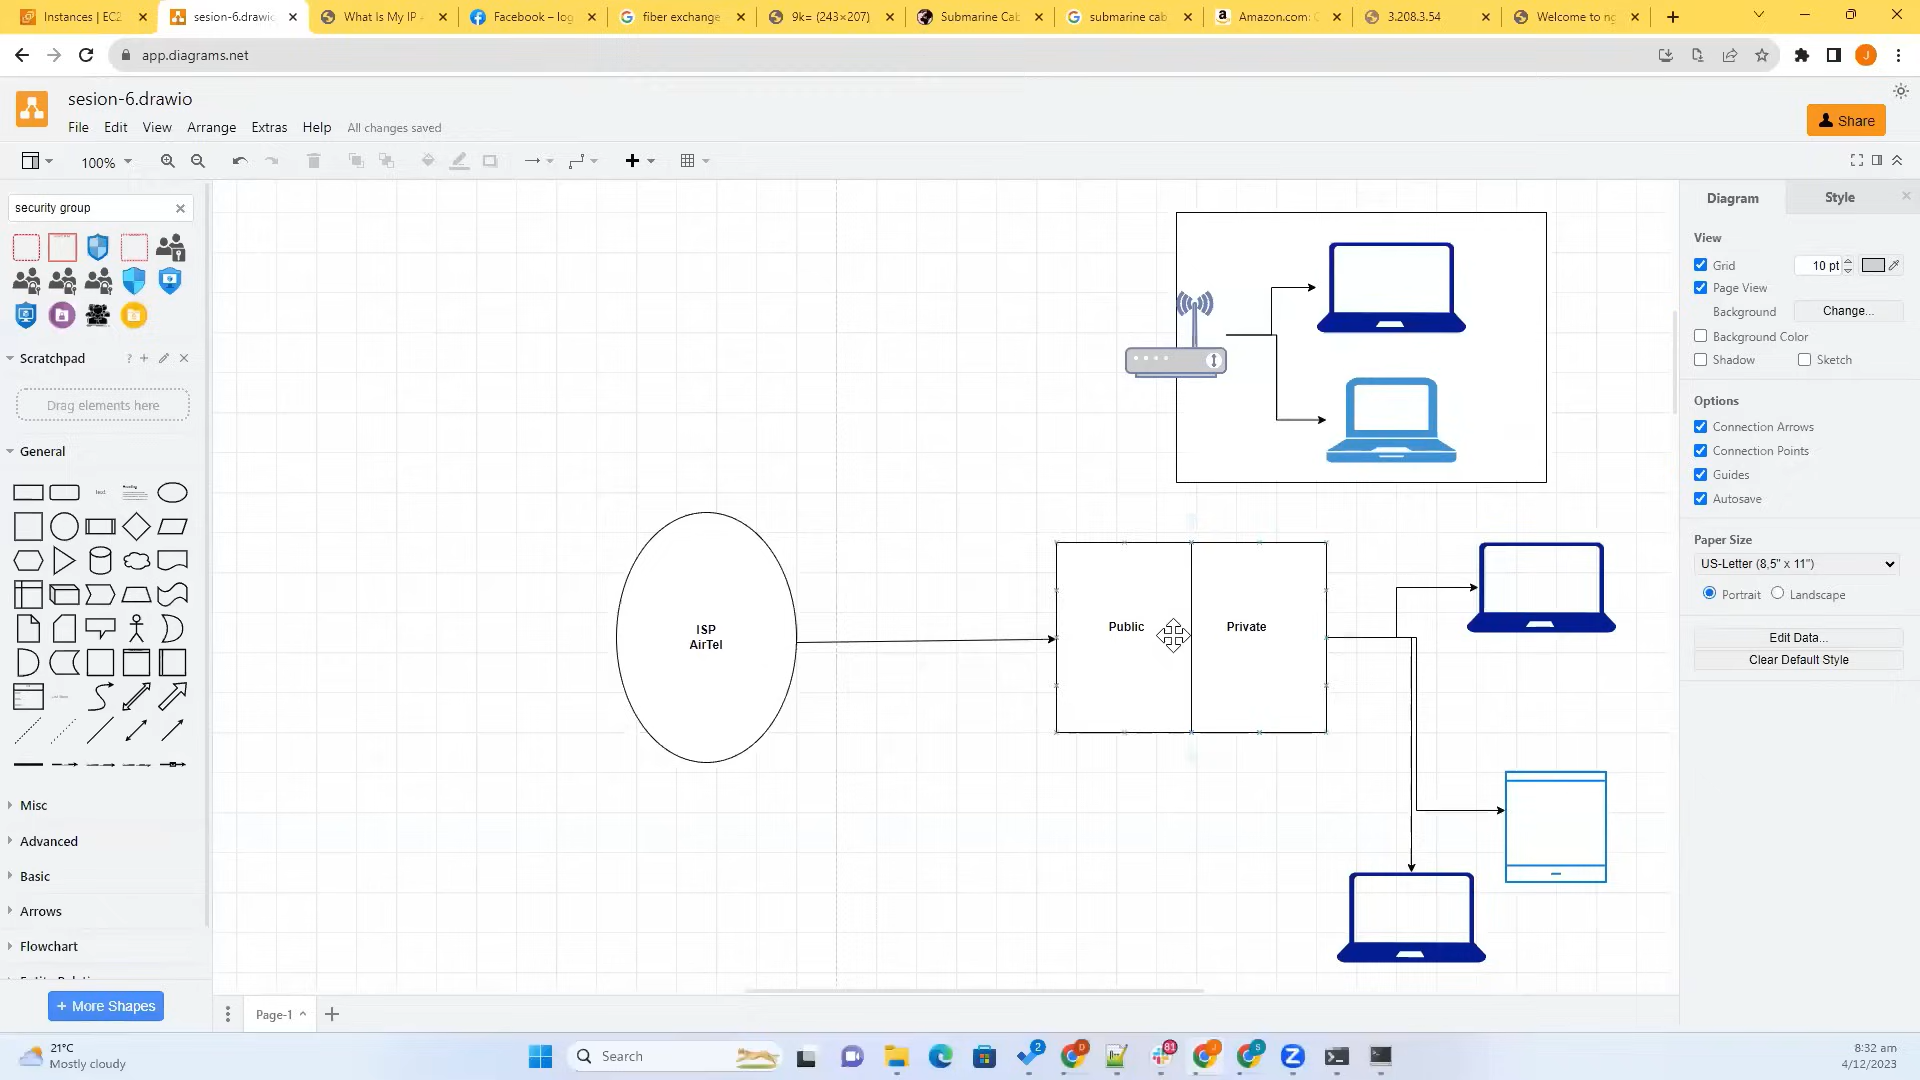 Instances | EC2
sesion-6.drawio
What Is My IP
Facebook – log
fiber exchange
9k= (243×207)
Submarine Cab
submarine cab
Amazon.com: C
3.208.3.54
Welcome to ng
app.diagrams.net
J
sesion-6.drawio
File
Edit
View
Arrange
Extras
Help
All changes saved
Share
100%
security group
Scratchpad
?
Drag elements here
General
Text
Heading
Misc
Advanced
Basic
Arrows
Flowchart
+ More Shapes
ISP
AirTel
Public
Private
Page-1
Diagram
Style
View
Grid
10 pt
Page View
Background
Change...
Background Color
Shadow
Sketch
Options
Connection Arrows
Connection Points
Guides
Autosave
Paper Size
US-Letter (8,5" x 11")
Portrait
Landscape
Edit Data...
Clear Default Style
21°C
Mostly cloudy
Search
2
D
81
J
S
8:32 am
4/12/2023